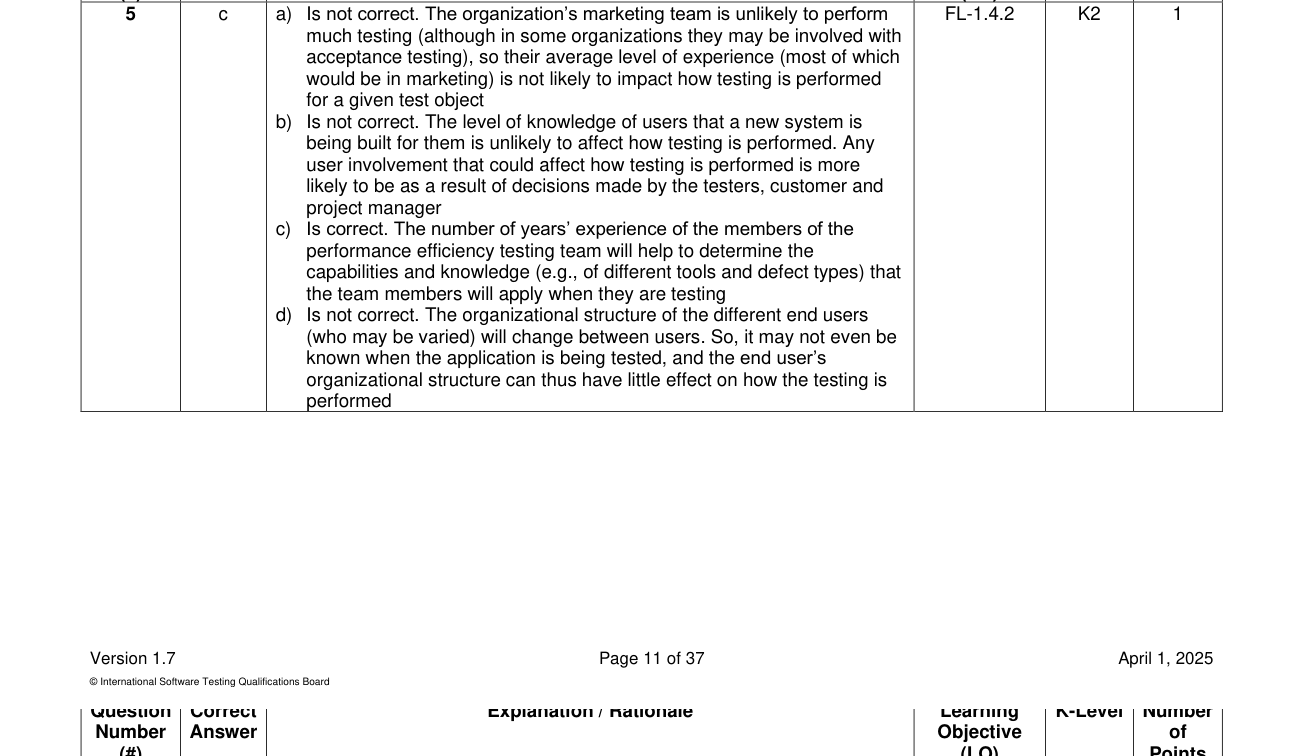 5 c a) Is not correct. The organization’s marketing team is unlikely to perform FL-1.4.2 K2 1
much testing (although in some organizations they may be involved with
acceptance testing), so their average level of experience (most of which
would be in marketing) is not likely to impact how testing is performed
for a given test object
b) Is not correct. The level of knowledge of users that a new system is
being built for them is unlikely to affect how testing is performed. Any
user involvement that could affect how testing is performed is more
likely to be as a result of decisions made by the testers, customer and
project manager
c) Is correct. The number of years’ experience of the members of the
performance efficiency testing team will help to determine the
capabilities and knowledge (e.g., of different tools and defect types) that
the team members will apply when they are testing
d) Is not correct. The organizational structure of the different end users
(who may be varied) will change between users. So, it may not even be
known when the application is being tested, and the end user’s
organizational structure can thus have little effect on how the testing is
performed
Version 1.7 Page 11 of 37 April 1, 2025
© International Software Testing Qualifications Board
Question Correct Explanation / Rationale Learning K-Level Number
Number Answer Objective of
(#) (LO) Points